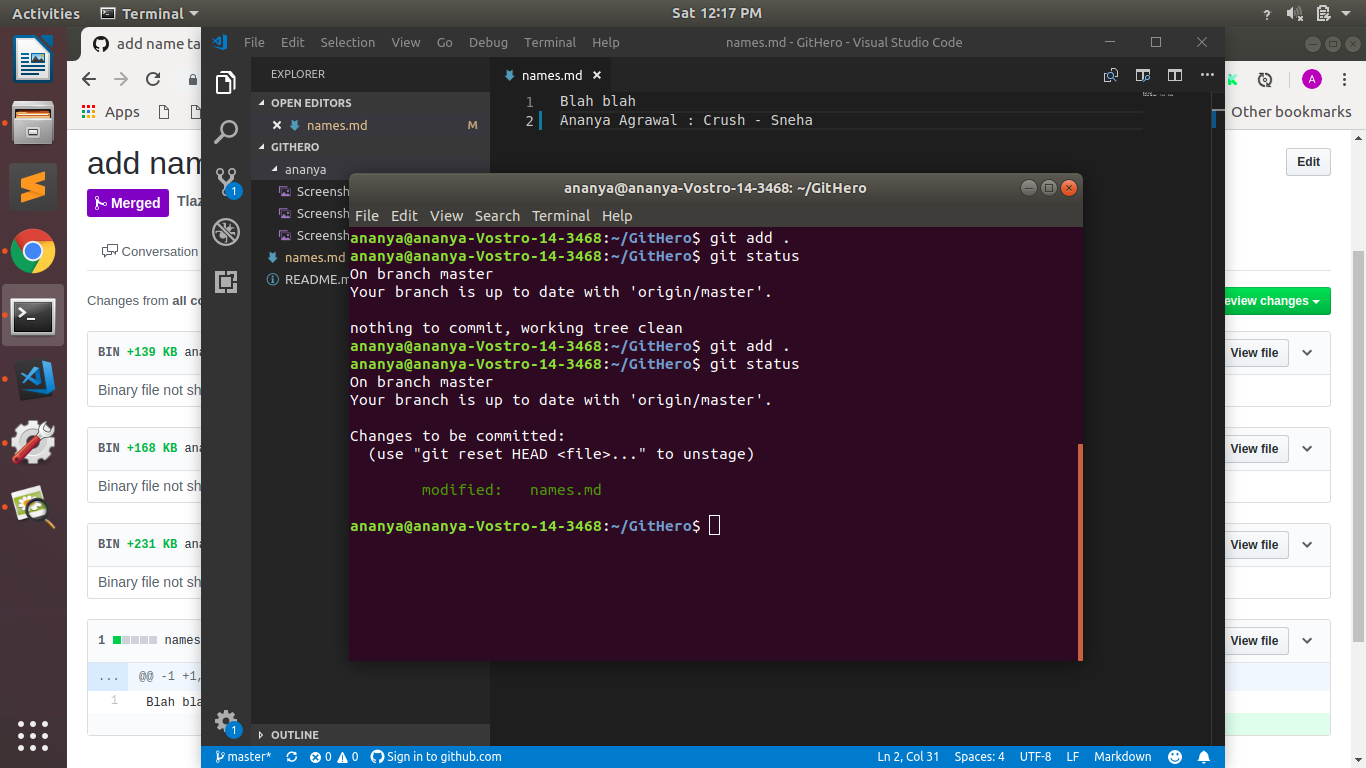 Activities
Terminal
Sat 12:17 PM
?
add name ta
File Edit Selection View Go Debug Terminal Help
names.md - GitHero - Visual Studio Code
EXPLORER
names.md
A
Apps
Other bookmarks
OPEN EDITORS
names.md M
GITHERO
ananya
Screensh
Screensh
Screensh
names.md
README.m
1 Blah blah
2 Ananya Agrawal : Crush - Sneha
1
add nam
Edit
Merged
Tlaz
Conversation
Changes from all co
eview changes
BIN +139 KB ana
View file
Binary file not sh
BIN +168 KB ana
View file
Binary file not sh
BIN +231 KB ana
View file
Binary file not sh
1 names
View file
... @@ -1 +1,
1 Blah bla
ananya@ananya-Vostro-14-3468: ~/GitHero
File Edit View Search Terminal Help
ananya@ananya-Vostro-14-3468:~/GitHero$ git add .
ananya@ananya-Vostro-14-3468:~/GitHero$ git status
On branch master
Your branch is up to date with 'origin/master'.
nothing to commit, working tree clean
ananya@ananya-Vostro-14-3468:~/GitHero$ git add .
ananya@ananya-Vostro-14-3468:~/GitHero$ git status
On branch master
Your branch is up to date with 'origin/master'.
Changes to be committed:
(use "git reset HEAD <file>..." to unstage)
modified: names.md
ananya@ananya-Vostro-14-3468:~/GitHero$
1
OUTLINE
master*
0 0
Sign in to github.com
Ln 2, Col 31
Spaces: 4
UTF-8
LF
Markdown